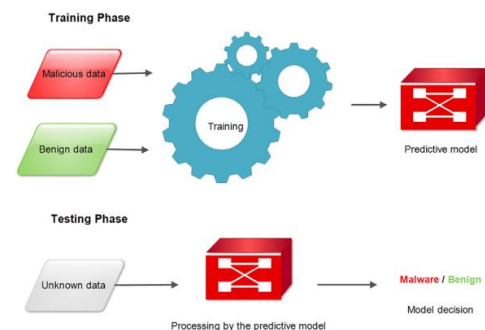 Training Phase
Malicious data
Training
Benign data
Predictive model
Testing Phase
Unknown data
Malware / Benign
Model decision
Processing by the predictive model